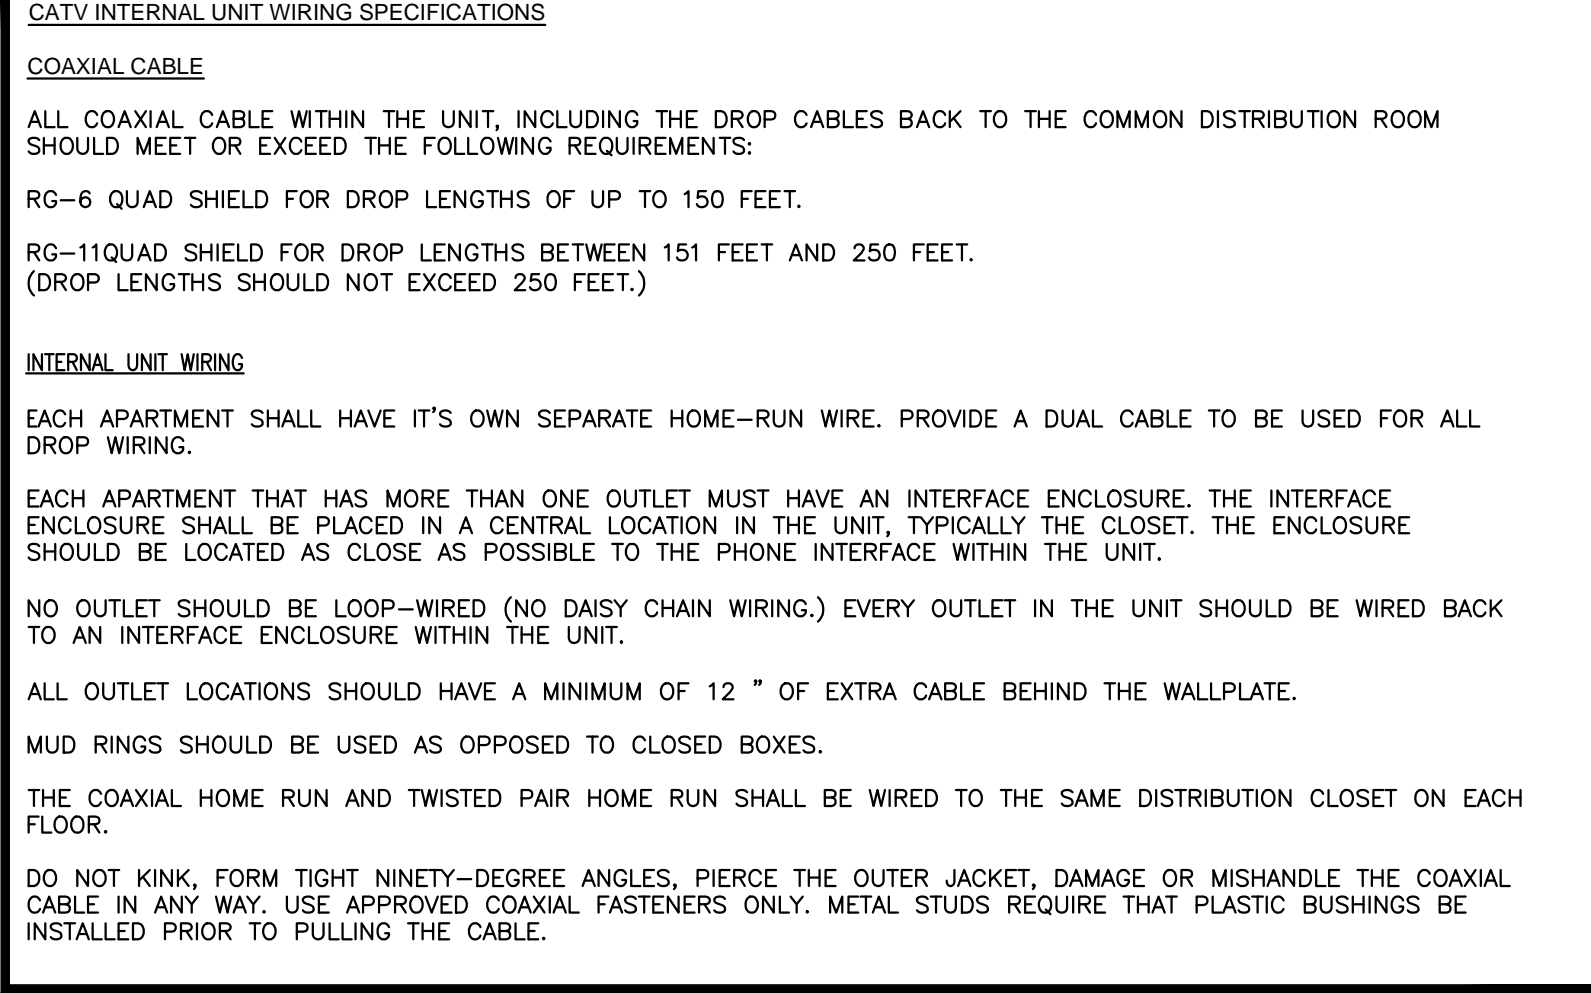 CATV INTERNAL UNIT WIRING SPECIFICATIONS
COAXIAL CABLE
ALL COAXIAL CABLE WITHIN THE UNIT, INCLUDING THE DROP CABLES BACK TO THE COMMON DISTRIBUTION ROOM
SHOULD MEET OR EXCEED THE FOLLOWING REQUIREMENTS:
RG-6 QUAD SHIELD FOR DROP LENGTHS OF UP TO 150 FEET.
RG-11QUAD SHIELD FOR DROP LENGTHS BETWEEN 151 FEET AND 250 FEET.
(DROP LENGTHS SHOULD NOT EXCEED 250 FEET.)
INTERNAL UNIT WIRING
EACH APARTMENT SHALL HAVE IT'S OWN SEPARATE HOME-RUN WIRE. PROVIDE A DUAL CABLE TO BE USED FOR ALL
DROP WIRING.
EACH APARTMENT THAT HAS MORE THAN ONE OUTLET MUST HAVE AN INTERFACE ENCLOSURE. THE INTERFACE
ENCLOSURE SHALL BE PLACED IN A CENTRAL LOCATION IN THE UNIT, TYPICALLY THE CLOSET. THE ENCLOSURE
SHOULD BE LOCATED AS CLOSE AS POSSIBLE TO THE PHONE INTERFACE WITHIN THE UNIT.
NO OUTLET SHOULD BE LOOP-WIRED (NO DAISY CHAIN WIRING.) EVERY OUTLET IN THE UNIT SHOULD BE WIRED BACK
TO AN INTERFACE ENCLOSURE WITHIN THE UNIT.
ALL OUTLET LOCATIONS SHOULD HAVE A MINIMUM OF 12 " OF EXTRA CABLE BEHIND THE WALLPLATE.
MUD RINGS SHOULD BE USED AS OPPOSED TO CLOSED BOXES.
THE COAXIAL HOME RUN AND TWISTED PAIR HOME RUN SHALL BE WIRED TO THE SAME DISTRIBUTION CLOSET ON EACH
FLOOR.
DO NOT KINK, FORM TIGHT NINETY-DEGREE ANGLES, PIERCE THE OUTER JACKET, DAMAGE OR MISHANDLE THE COAXIAL
CABLE IN ANY WAY. USE APPROVED COAXIAL FASTENERS ONLY. METAL STUDS REQUIRE THAT PLASTIC BUSHINGS BE
INSTALLED PRIOR TO PULLING THE CABLE.